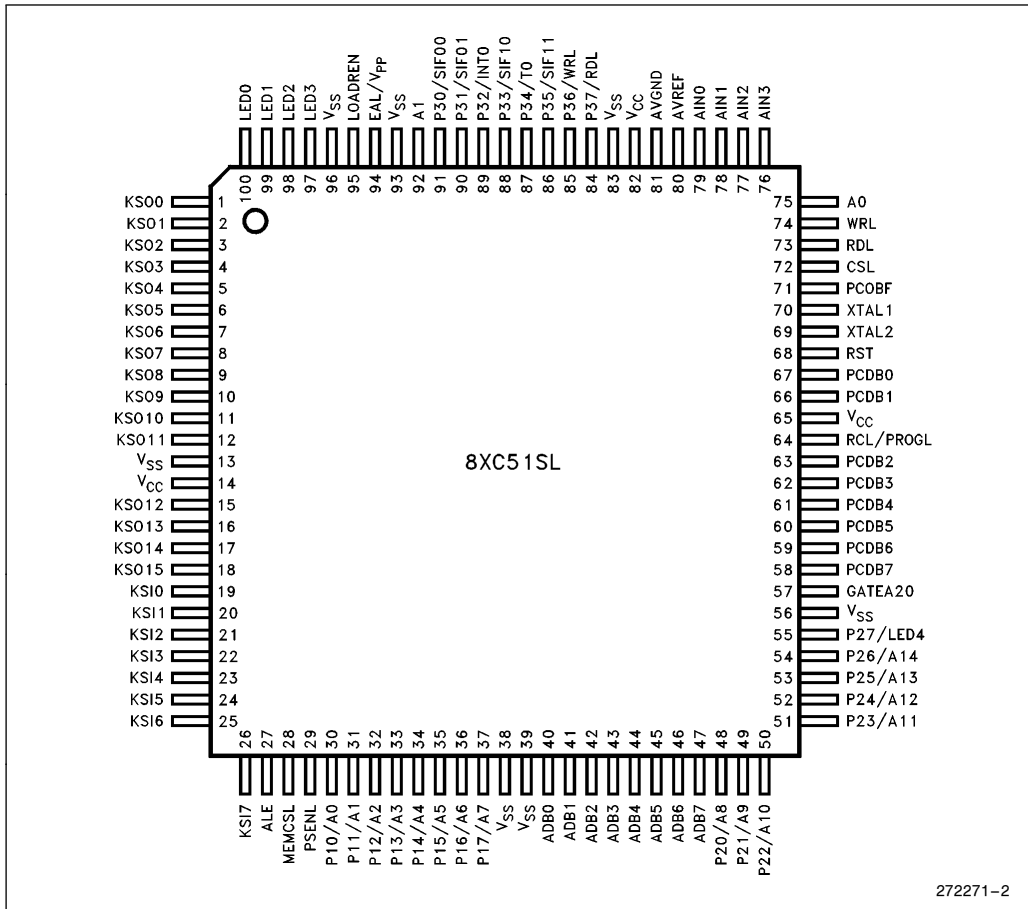 LED0
LED1
LED2
LED3
VSS
LOADREN
EAL/VPP
VSS
A1
P30/SIF00
P31/SIF01
P32/INT0
P33/SIF10
P34/T0
P35/SIF11
P36/WRL
P37/RDL
VSS
VCC
AVGND
AVREF
AIN0
AIN1
AIN2
AIN3
100
99
98
97
96
95
94
93
92
91
90
89
88
87
86
85
84
83
82
81
80
79
78
77
76
KSO0 1
KSO1 2
KSO2 3
KSO3 4
KSO4 5
KSO5 6
KSO6 7
KSO7 8
KSO8 9
KSO9 10
KSO10 11
KSO11 12
VSS 13
VCC 14
KSO12 15
KSO13 16
KSO14 17
KSO15 18
KSI0 19
KSI1 20
KSI2 21
KSI3 22
KSI4 23
KSI5 24
KSI6 25
8XC51SL
75 A0
74 WRL
73 RDL
72 CSL
71 PCOBF
70 XTAL1
69 XTAL2
68 RST
67 PCDB0
66 PCDB1
65 VCC
64 RCL/PROGL
63 PCDB2
62 PCDB3
61 PCDB4
60 PCDB5
59 PCDB6
58 PCDB7
57 GATEA20
56 VSS
55 P27/LED4
54 P26/A14
53 P25/A13
52 P24/A12
51 P23/A11
26
27
28
29
30
31
32
33
34
35
36
37
38
39
40
41
42
43
44
45
46
47
48
49
50
KSI7
ALE
MEMCSL
PSENL
P10/A0
P11/A1
P12/A2
P13/A3
P14/A4
P15/A5
P16/A6
P17/A7
VSS
VSS
ADB0
ADB1
ADB2
ADB3
ADB4
ADB5
ADB6
ADB7
P20/A8
P21/A9
P22/A10
272271-2